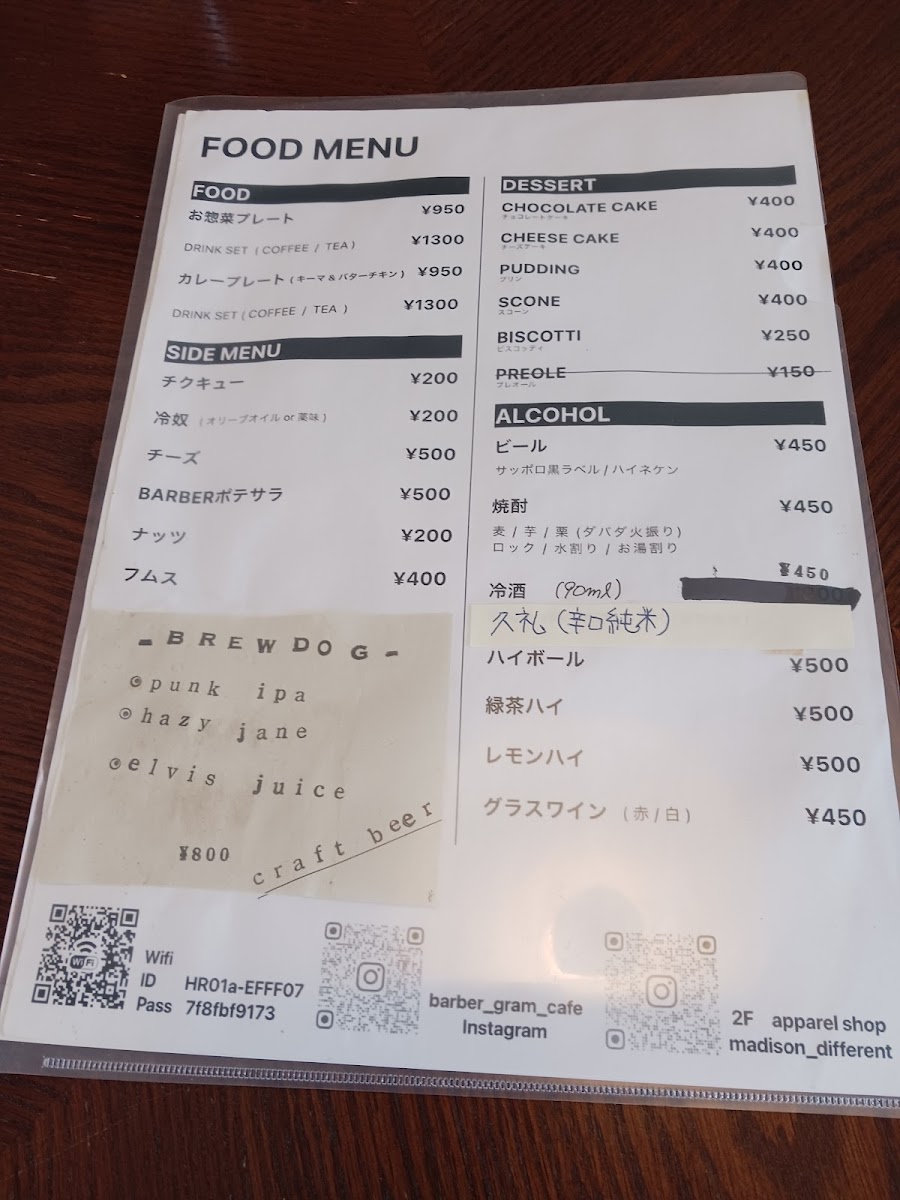 FOOD MENU
FOOD
お惣菜プレート ¥950
DRINK SET ( COFFEE / TEA ) ¥1300
カレープレート ( キーマ & バターチキン ) ¥950
DRINK SET ( COFFEE / TEA ) ¥1300
SIDE MENU
チクキュー ¥200
冷奴 ( オリーブオイル or 薬味 ) ¥200
チーズ ¥500
BARBERポテサラ ¥500
ナッツ ¥200
フムス ¥400
BREWDOG
punk ipa
hazy jane
elvis juice
¥800
craft beer
DESSERT
CHOCOLATE CAKE ¥400
チョコレートケーキ
CHEESE CAKE ¥400
チーズケーキ
PUDDING ¥400
プリン
SCONE ¥400
スコーン
BISCOTTI ¥250
ビスコッティ
PREOLE ¥150
プレオール
ALCOHOL
ビール ¥450
サッポロ黒ラベル / ハイネケン
焼酎 ¥450
麦 / 芋 / 栗 (ダバダ火振り)
ロック / 水割り / お湯割り
¥450
冷酒 (90ml)
久礼 (辛口純米)
ハイボール ¥500
緑茶ハイ ¥500
レモンハイ ¥500
グラスワイン ( 赤 / 白 ) ¥450
WiFi
Wifi
ID HR01a-EFFF07
Pass 7f8fbf9173
barber_gram_cafe
Instagram
2F apparel shop
madison_different